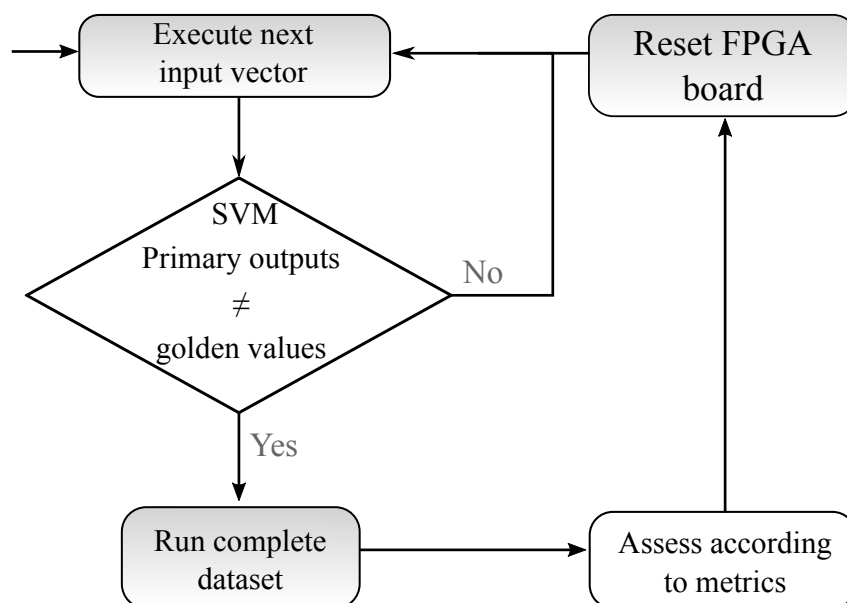 Execute next
input vector
Reset FPGA
board
SVM
Primary outputs
≠
golden values
No
Yes
Run complete
dataset
Assess according
to metrics